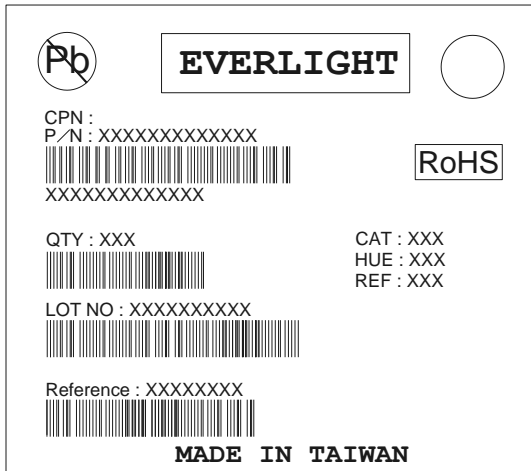 Pb
EVERLIGHT
CPN :
P/N : XXXXXXXXXXXXX
RoHS
XXXXXXXXXXXXX
QTY : XXX
CAT : XXX
HUE : XXX
REF : XXX
LOT NO : XXXXXXXXXX
Reference : XXXXXXXX
MADE IN TAIWAN